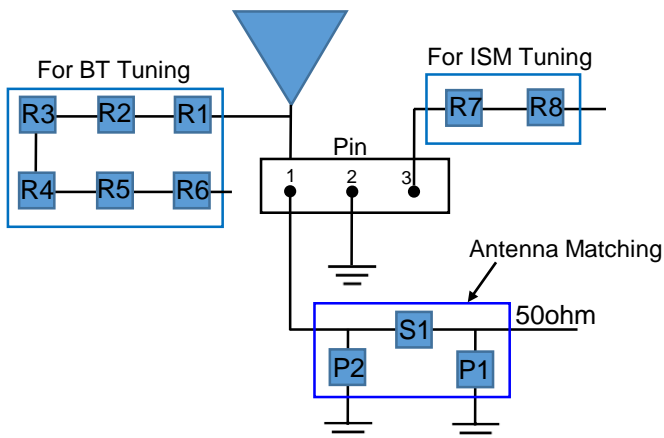 For BT Tuning
For ISM Tuning
R3 R2 R1
R7 R8
Pin
1 2 3
R4 R5 R6
Antenna Matching
50ohm
S1
P2 P1